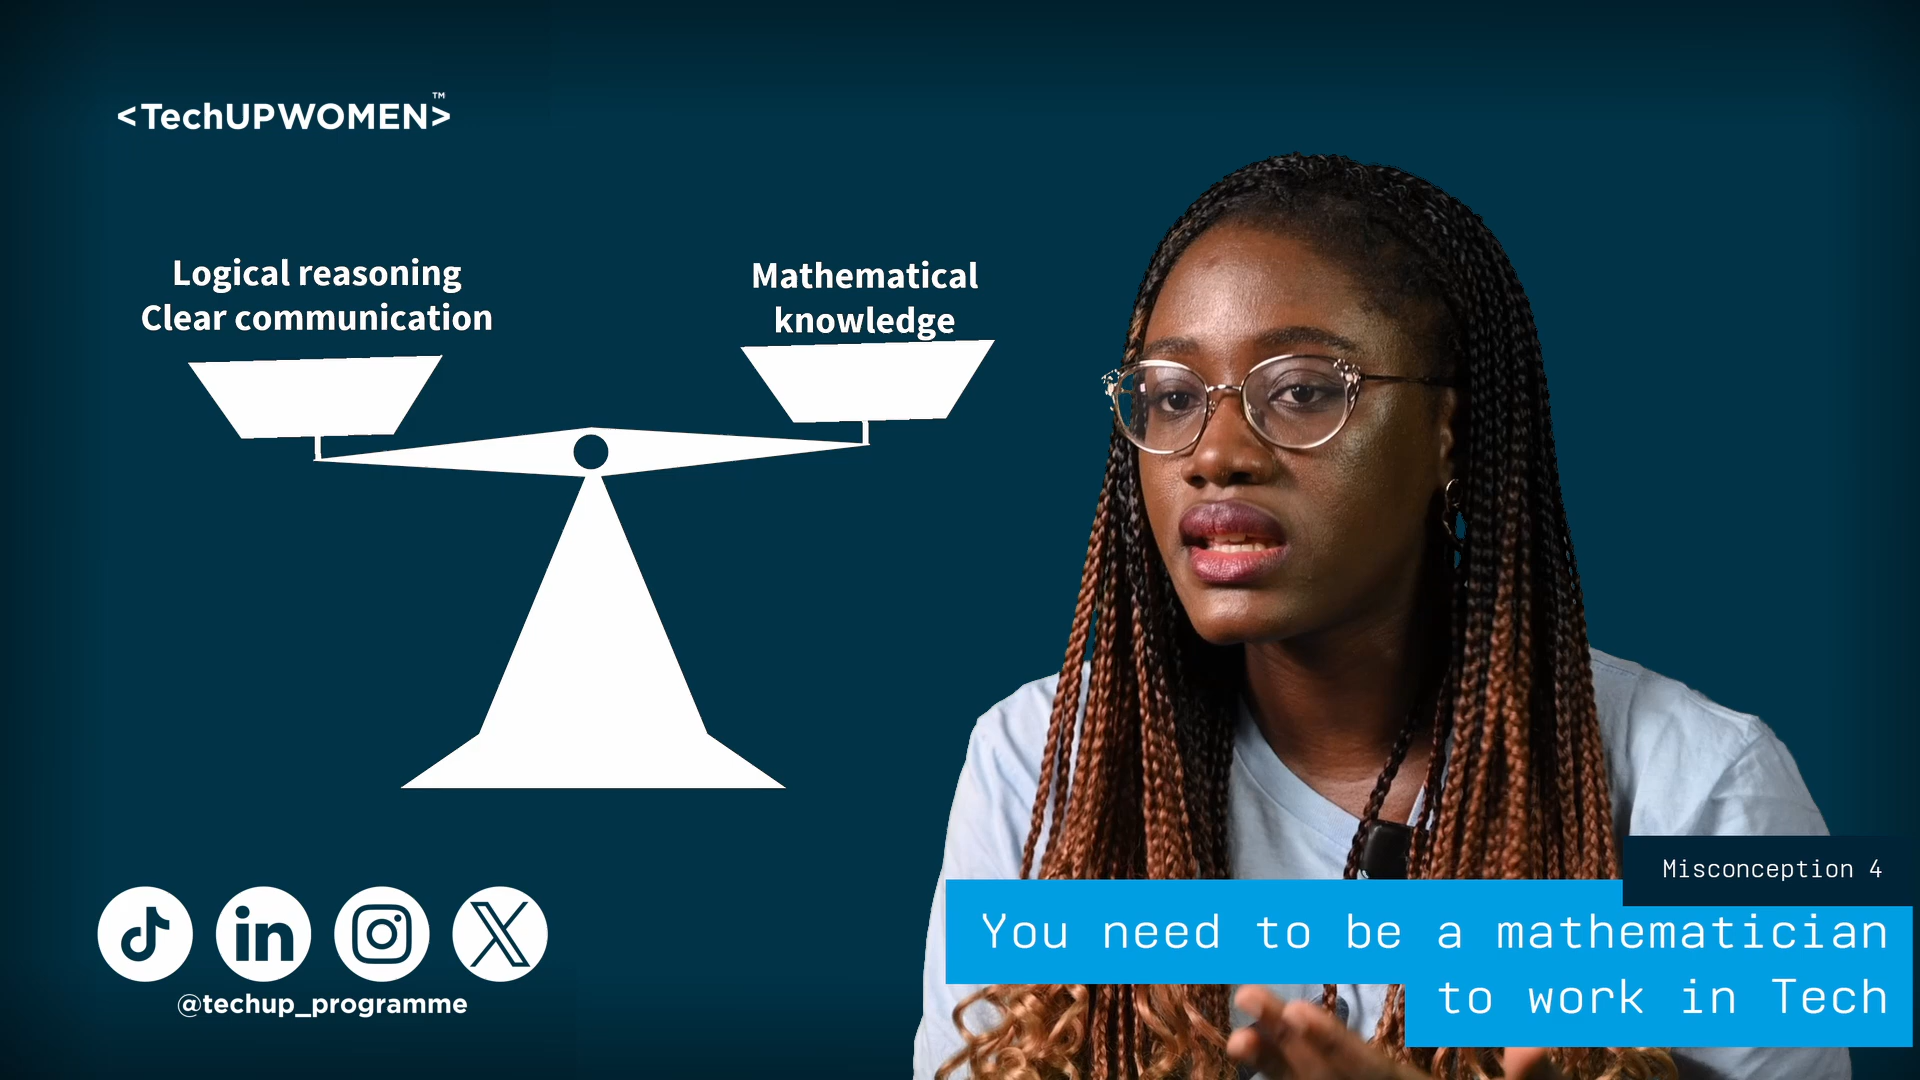 <TechUPWOMEN>™
Logical reasoning
Clear communication
Mathematical
knowledge
Misconception 4
You need to be a mathematician
to work in Tech
in
@techup_programme